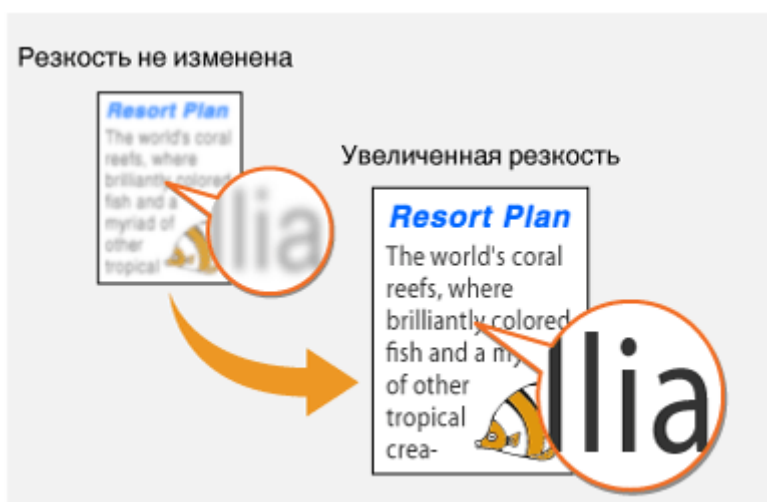 Резкость не изменена
Resort Plan
The world's coral
reefs, where
brilliantly colored
fish and a
myriad of
other
tropical
llia
Увеличенная резкость
Resort Plan
The world's coral
reefs, where
brilliantly colored
fish and a my
of other
tropical
crea-
llia